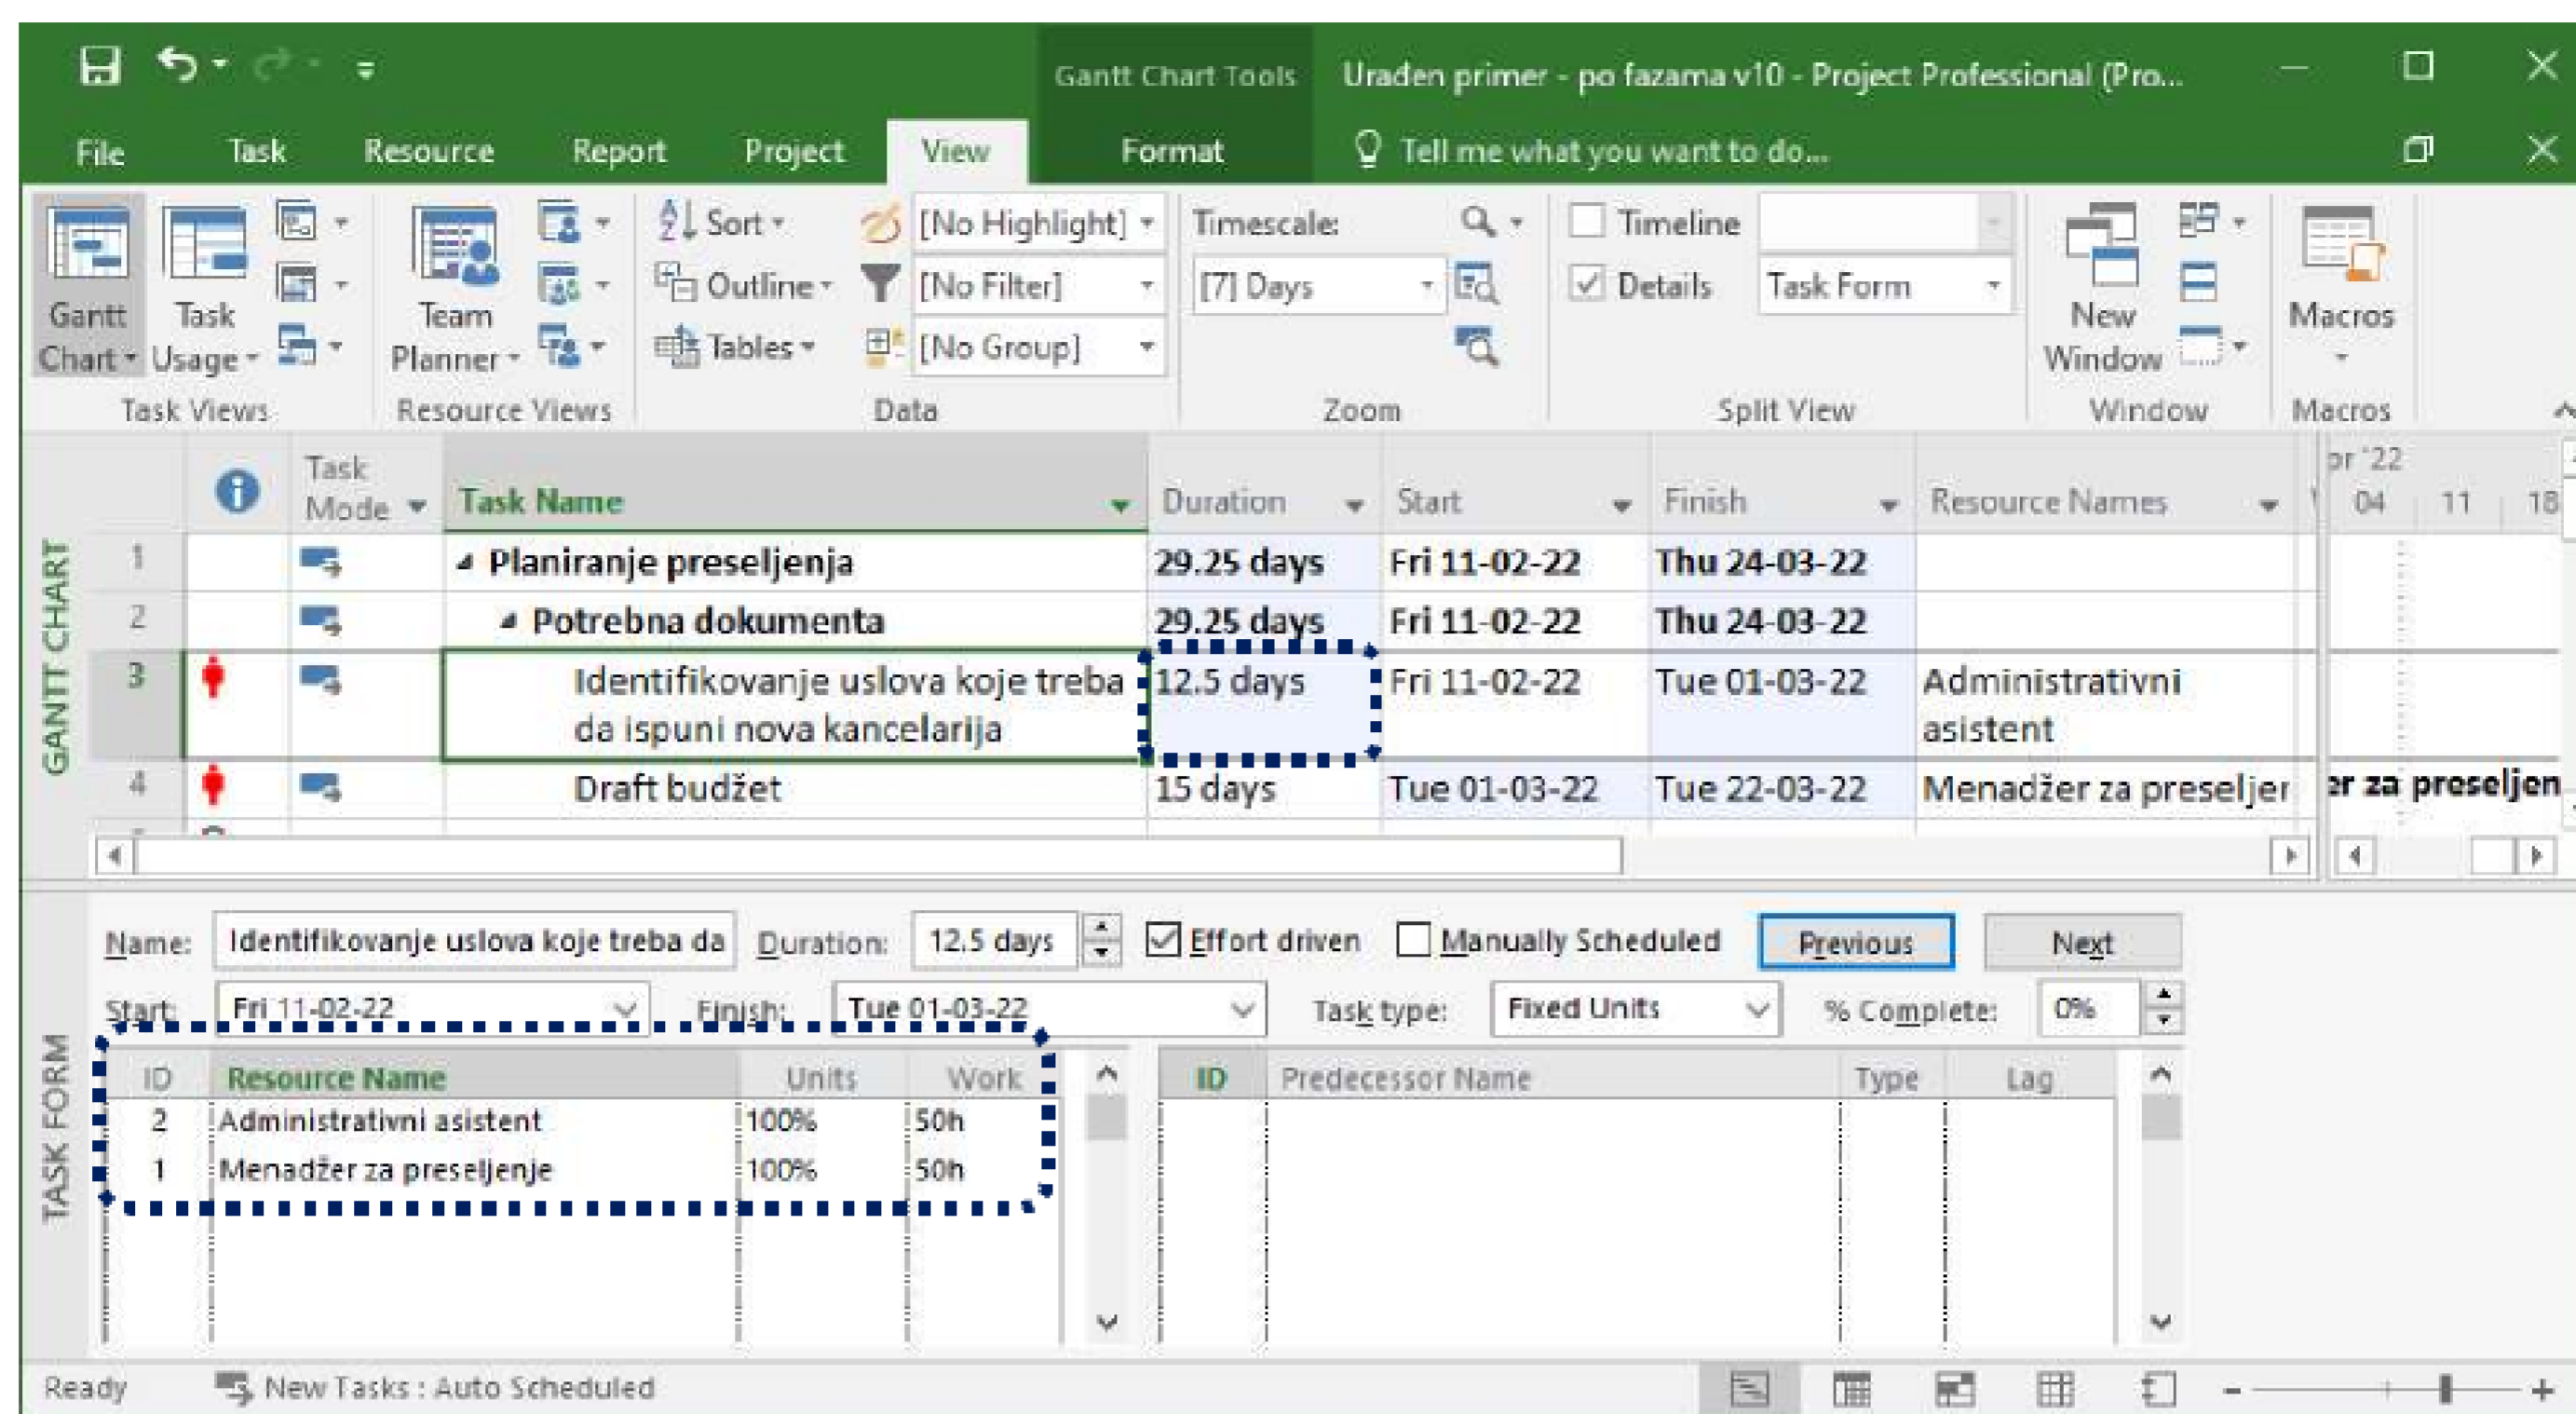 Gantt Chart Tools Urađen primer - po fazama v10 - Project Professional (Pro...
File Task Resource Report Project View Format Tell me what you want to do...
Sort [No Highlight] Timescale: Timeline
Outline [No Filter] [7] Days Details Task Form
Tables [No Group]
Gantt Chart Task Usage Team Planner New Window Macros
Task Views Resource Views Data Zoom Split View Window Macros
Task Mode Task Name Duration Start Finish Resource Names pr '22
04 11 18
GANTT CHART
1 Planiranje preseljenja 29.25 days Fri 11-02-22 Thu 24-03-22
2 Potrebna dokumenta 29.25 days Fri 11-02-22 Thu 24-03-22
3 Identifikovanje uslova koje treba 12.5 days Fri 11-02-22 Tue 01-03-22 Administrativni
da ispuni nova kancelarija asistent
4 Draft budžet 15 days Tue 01-03-22 Tue 22-03-22 Menadžer za preseljer er za preseljen
TASK FORM
Name: Identifikovanje uslova koje treba da Duration: 12.5 days Effort driven Manually Scheduled Previous Next
Start: Fri 11-02-22 Finish: Tue 01-03-22 Task type: Fixed Units % Complete: 0%
ID Resource Name Units Work ID Predecessor Name Type Lag
2 Administrativni asistent 100% 50h
1 Menadžer za preseljenje 100% 50h
Ready New Tasks : Auto Scheduled